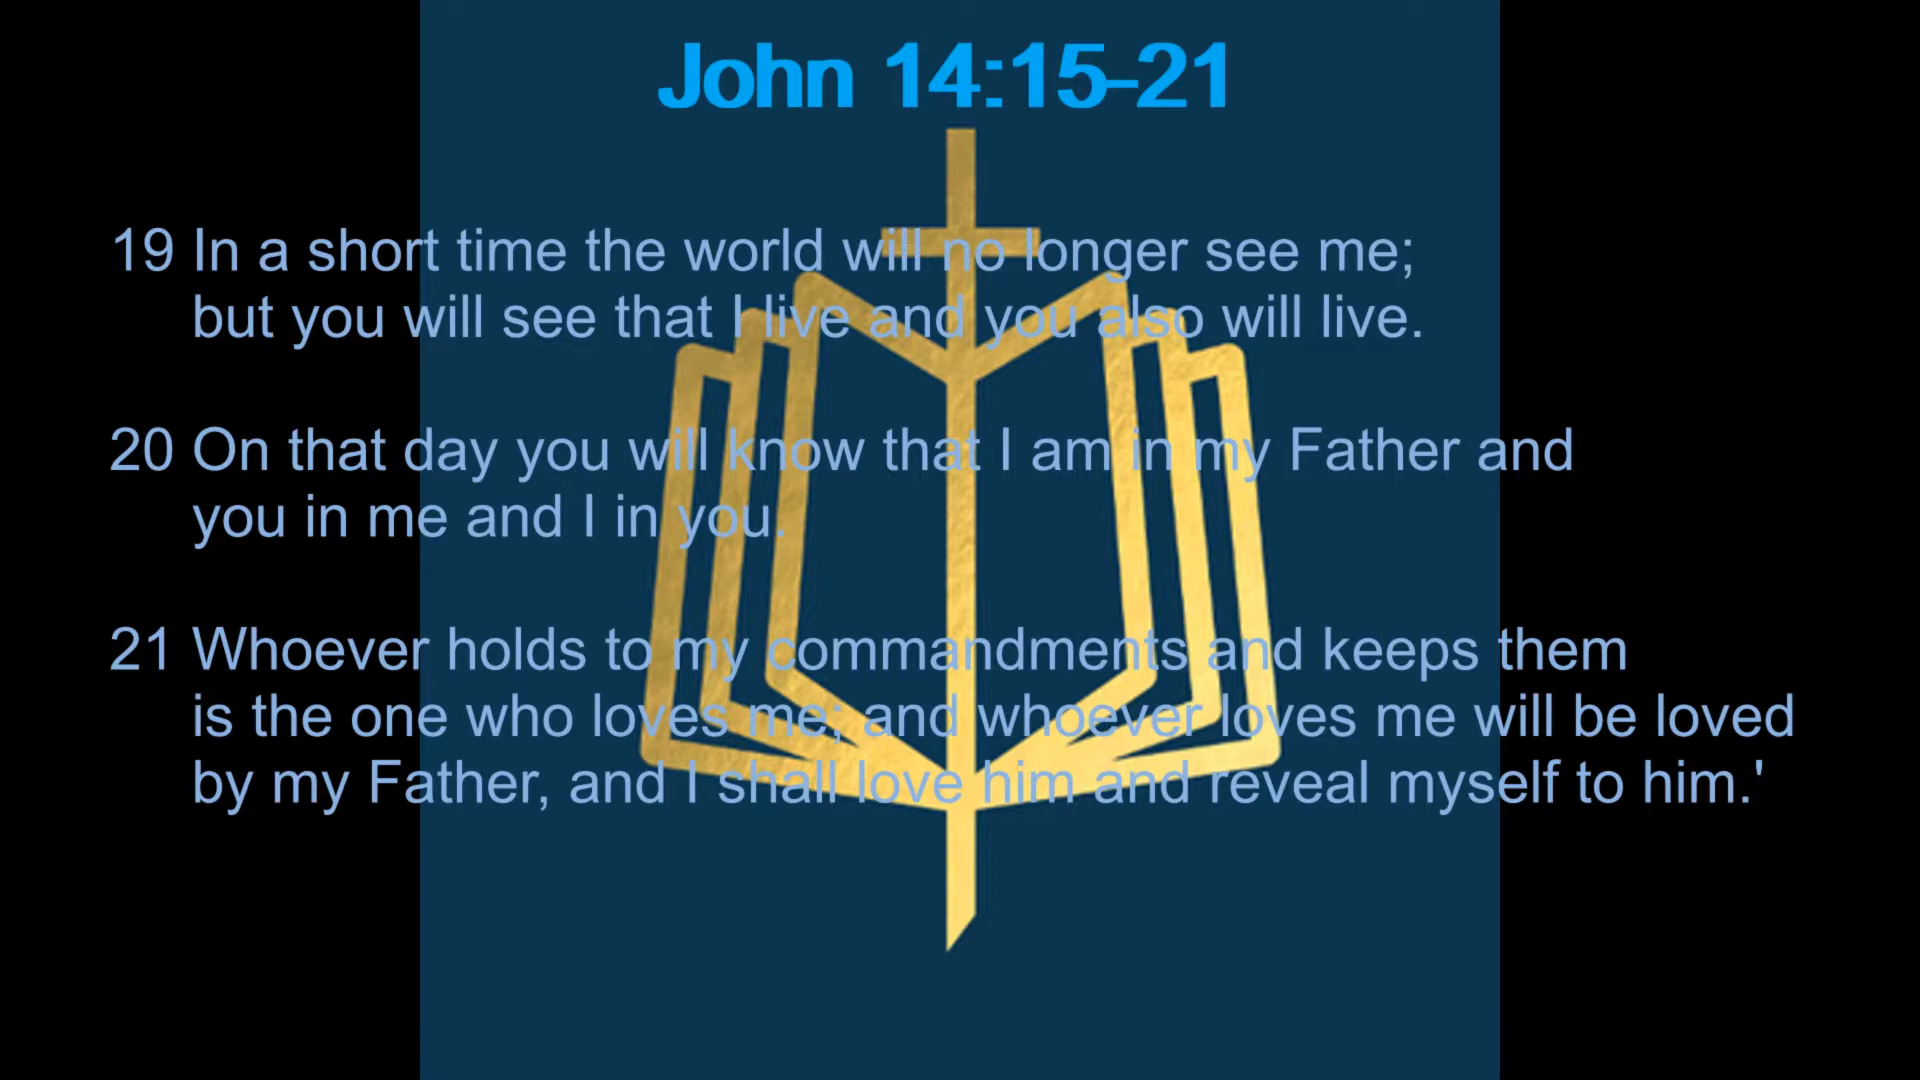 John 14:15-21
19 In a short time the world will no longer see me;
but you will see that I live and you also will live.
20 On that day you will know that I am in my Father and
you in me and I in you.
21 Whoever holds to my commandments and keeps them
is the one who loves me; and whoever loves me will be loved
by my Father, and I shall love him and reveal myself to him.'